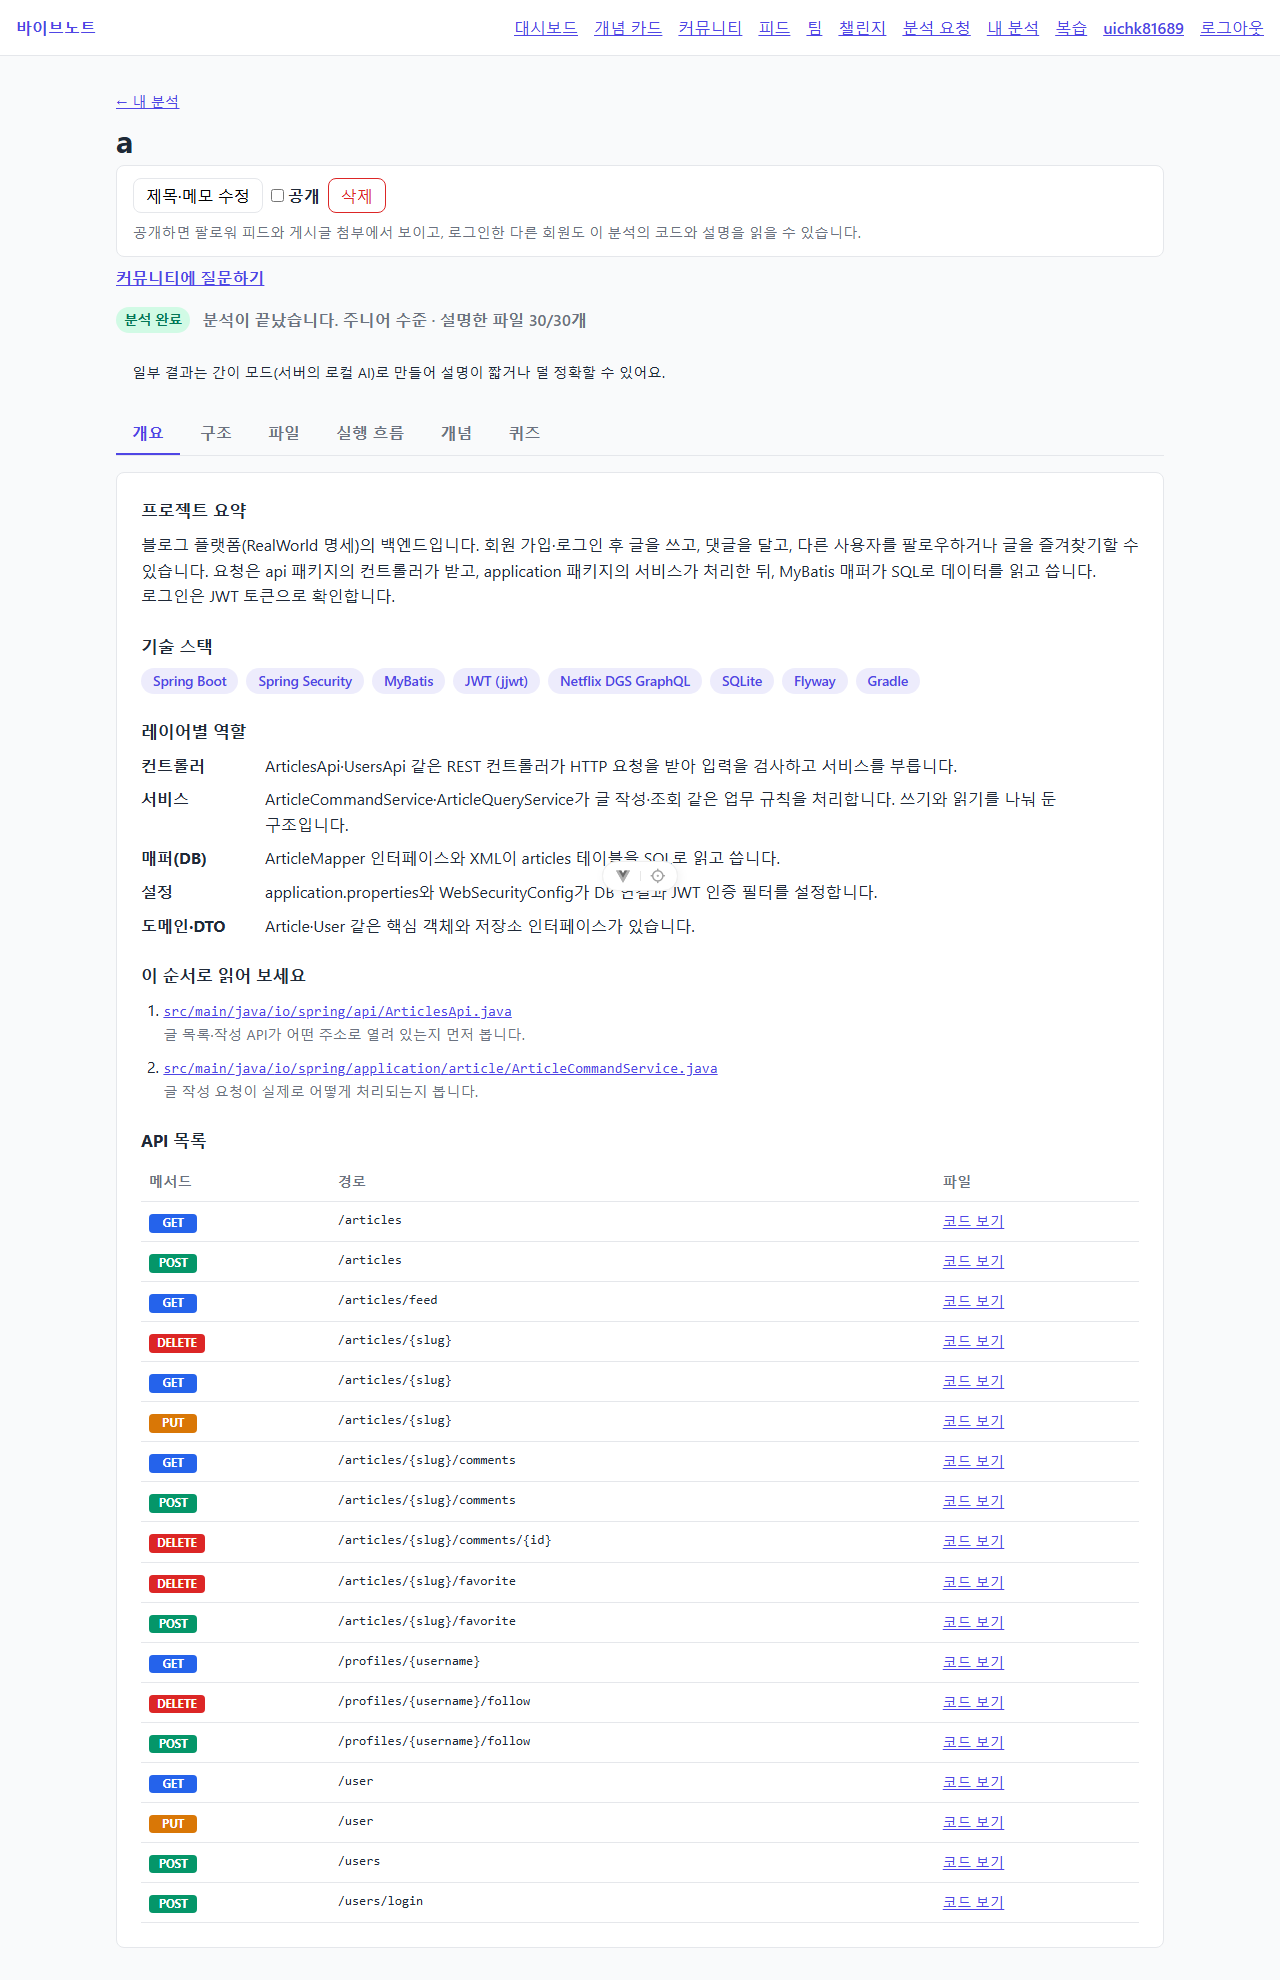 바이브노트
대시보드 개념 카드 커뮤니티 피드 팀 챌린지 분석 요청 내 분석 복습 uichk81689 로그아웃
← 내 분석
a
제목·메모 수정 공개 삭제
공개하면 팔로워 피드와 게시글 첨부에서 보이고, 로그인한 다른 회원도 이 분석의 코드와 설명을 읽을 수 있습니다.
커뮤니티에 질문하기
분석 완료 분석이 끝났습니다. 주니어 수준 · 설명한 파일 30/30개
일부 결과는 간이 모드(서버의 로컬 AI)로 만들어 설명이 짧거나 덜 정확할 수 있어요.
개요 구조 파일 실행 흐름 개념 퀴즈
프로젝트 요약
블로그 플랫폼(RealWorld 명세)의 백엔드입니다. 회원 가입·로그인 후 글을 쓰고, 댓글을 달고, 다른 사용자를 팔로우하거나 글을 즐겨찾기할 수
있습니다. 요청은 api 패키지의 컨트롤러가 받고, application 패키지의 서비스가 처리한 뒤, MyBatis 매퍼가 SQL로 데이터를 읽고 씁니다.
로그인은 JWT 토큰으로 확인합니다.
기술 스택
Spring Boot Spring Security MyBatis JWT (jjwt) Netflix DGS GraphQL SQLite Flyway Gradle
레이어별 역할
컨트롤러 ArticlesApi·UsersApi 같은 REST 컨트롤러가 HTTP 요청을 받아 입력을 검사하고 서비스를 부릅니다.
서비스 ArticleCommandService·ArticleQueryService가 글 작성·조회 같은 업무 규칙을 처리합니다. 쓰기와 읽기를 나눠 둔
구조입니다.
매퍼(DB) ArticleMapper 인터페이스와 XML이 articles 테이블을 SQL로 읽고 씁니다.
설정 application.properties와 WebSecurityConfig가 DB 연결과 JWT 인증 필터를 설정합니다.
도메인·DTO Article·User 같은 핵심 객체와 저장소 인터페이스가 있습니다.
이 순서로 읽어 보세요
1. src/main/java/io/spring/api/ArticlesApi.java
글 목록·작성 API가 어떤 주소로 열려 있는지 먼저 봅니다.
2. src/main/java/io/spring/application/article/ArticleCommandService.java
글 작성 요청이 실제로 어떻게 처리되는지 봅니다.
API 목록
메서드 경로 파일
GET /articles 코드 보기
POST /articles 코드 보기
GET /articles/feed 코드 보기
DELETE /articles/{slug} 코드 보기
GET /articles/{slug} 코드 보기
PUT /articles/{slug} 코드 보기
GET /articles/{slug}/comments 코드 보기
POST /articles/{slug}/comments 코드 보기
DELETE /articles/{slug}/comments/{id} 코드 보기
DELETE /articles/{slug}/favorite 코드 보기
POST /articles/{slug}/favorite 코드 보기
GET /profiles/{username} 코드 보기
DELETE /profiles/{username}/follow 코드 보기
POST /profiles/{username}/follow 코드 보기
GET /user 코드 보기
PUT /user 코드 보기
POST /users 코드 보기
POST /users/login 코드 보기